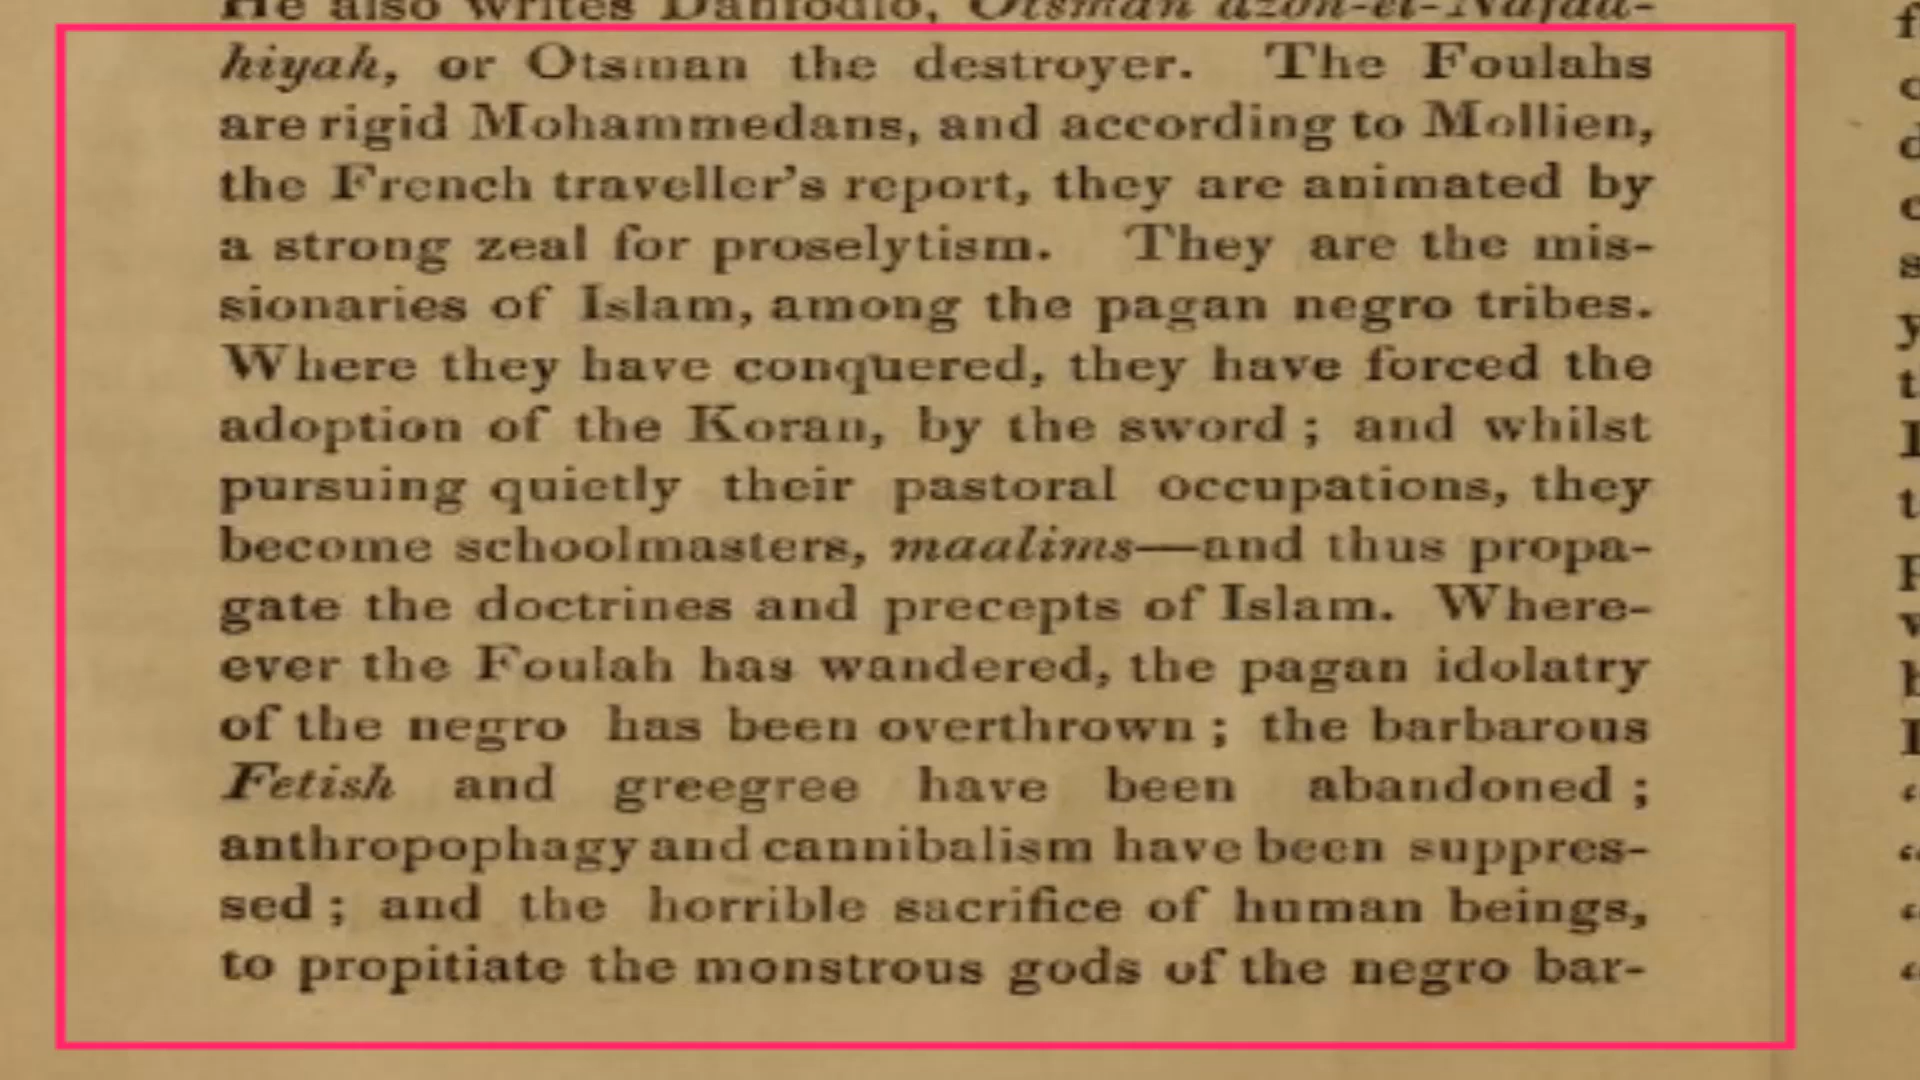 He also writes Danfodio, Otsman
hiyah, or Otsman the destroyer. The Foulahs
are rigid Mohammedans, and according to Mollien,
the French traveller's report, they are animated by
a strong zeal for proselytism. They are the mis-
sionaries of Islam, among the pagan negro tribes.
Where they have conquered, they have forced the
adoption of the Koran, by the sword ; and whilst
pursuing quietly their pastoral occupations, they
become schoolmasters, maalims—and thus propa-
gate the doctrines and precepts of Islam. Where-
ever the Foulah has wandered, the pagan idolatry
of the negro has been overthrown ; the barbarous
Fetish and greegree have been abandoned ;
anthropophagy and cannibalism have been suppres-
sed ; and the horrible sacrifice of human beings,
to propitiate the monstrous gods of the negro bar-